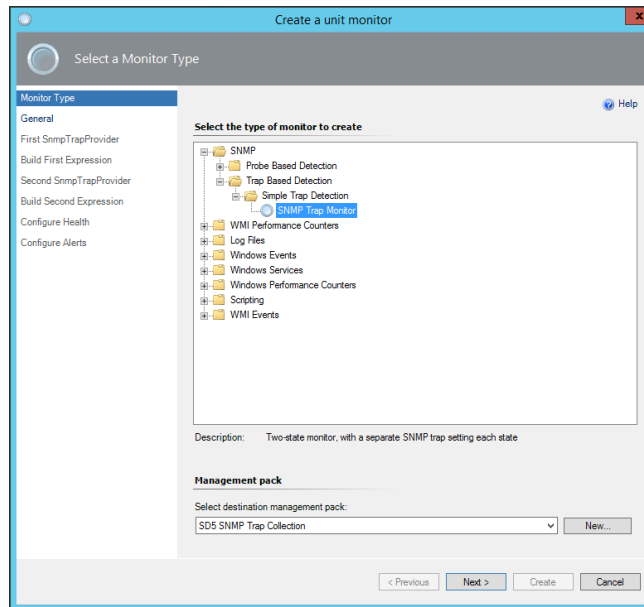 Create a unit monitor
x
Select a Monitor Type
Monitor Type
General
First SnmpTrapProvider
Build First Expression
Second SnmpTrapProvider
Build Second Expression
Configure Health
Configure Alerts
Help
Select the type of monitor to create
SNMP
Probe Based Detection
Trap Based Detection
Simple Trap Detection
SNMP Trap Monitor
WMI Performance Counters
Log Files
Windows Events
Windows Services
Windows Performance Counters
Scripting
WMI Events
Description: Two-state monitor, with a separate SNMP trap setting each state
Management pack
Select destination management pack:
SD5 SNMP Trap Collection
New...
< Previous Next > Create Cancel